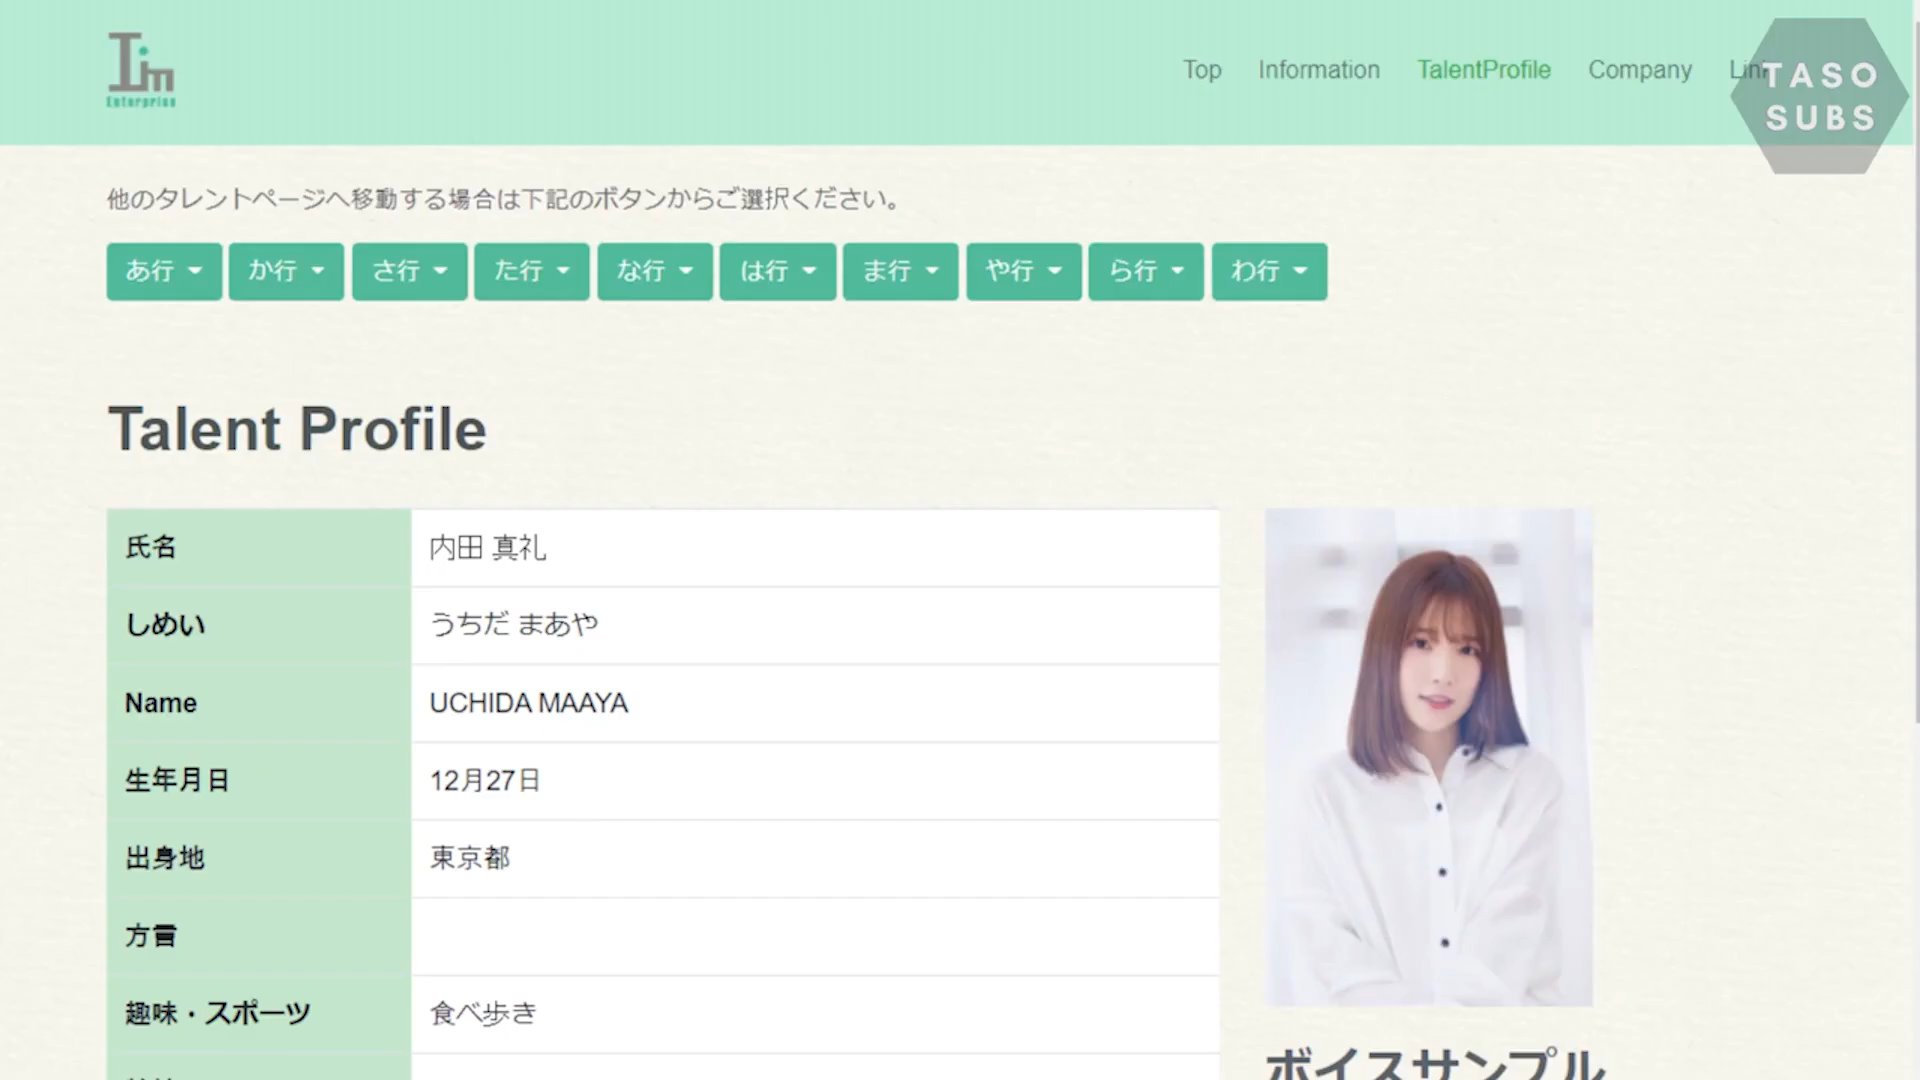 I'm
Enterprise
Top Information TalentProfile Company Link
TASO
SUBS
他のタレントページへ移動する場合は下記のボタンからご選択ください。
あ行 か行 さ行 た行 な行 は行 ま行 や行 ら行 わ行
Talent Profile
氏名 内田 真礼
しめい うちだ まあや
Name UCHIDA MAAYA
生年月日 12月27日
出身地 東京都
方言
趣味・スポーツ 食べ歩き
ボイスサンプル